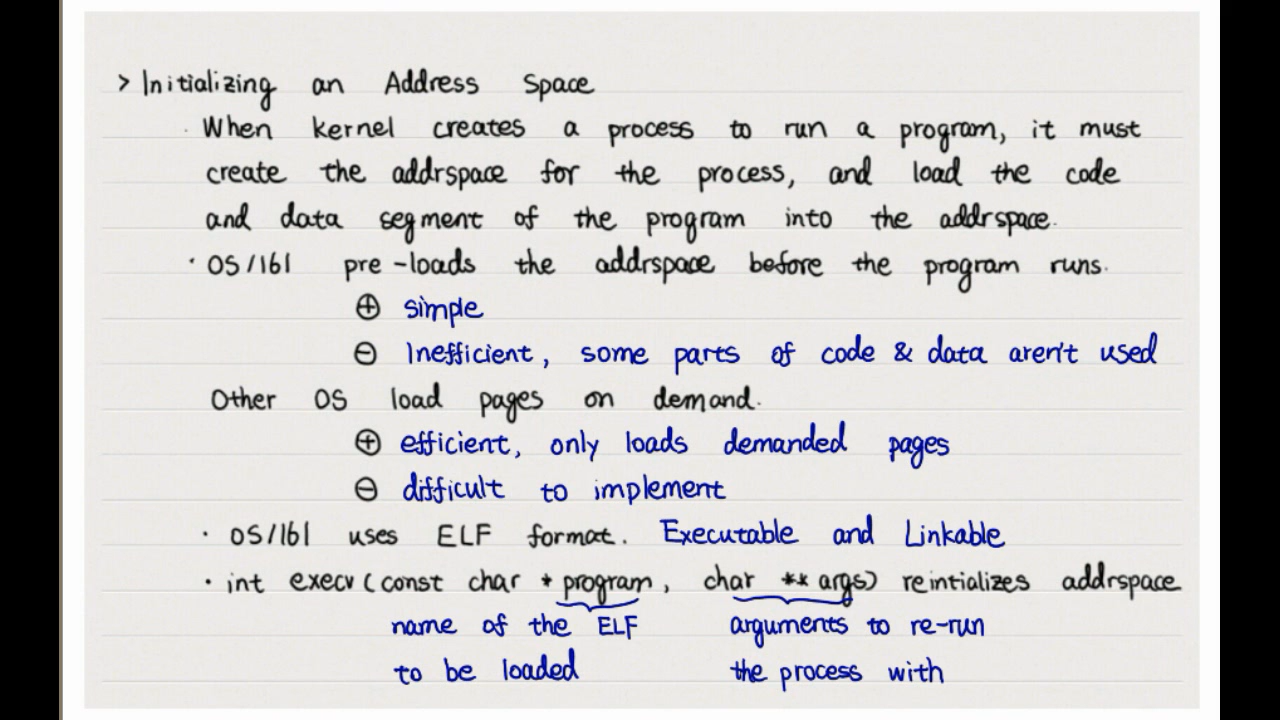 > Initializing an Address Space
· When kernel creates a process to run a program, it must
create the addrspace for the process, and load the code
and data segment of the program into the addrspace.
· OS/161 pre-loads the addrspace before the program runs.
⊕ simple
⊖ Inefficient, some parts of code & data aren't used
Other OS load pages on demand.
⊕ efficient, only loads demanded pages
⊖ difficult to implement
· OS/161 uses ELF format. Executable and Linkable
· int execv(const char * program, char ** args) reintializes addrspace
name of the ELF arguments to re-run
to be loaded the process with